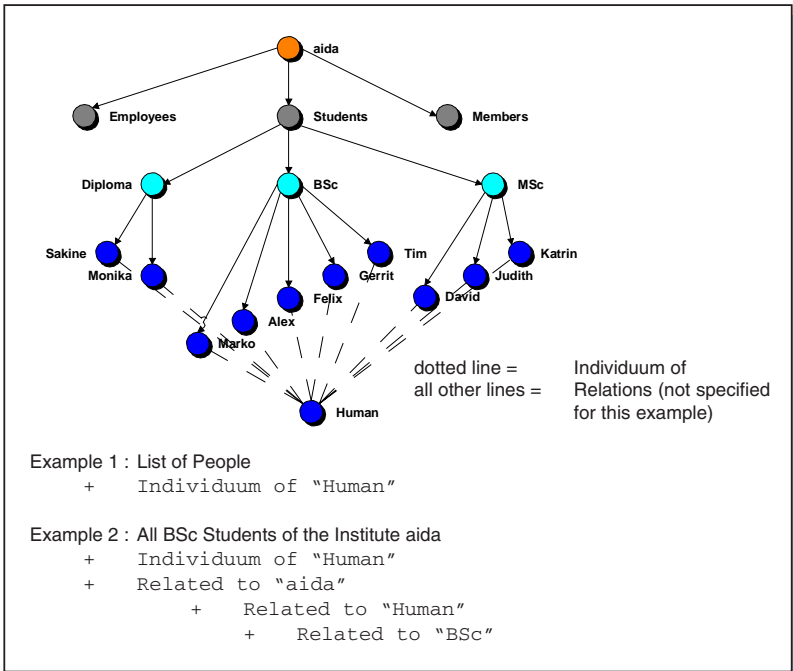 aida
Employees
Students
Members
Diploma
BSc
MSc
Sakine
Tim
Katrin
Monika
Gerrit
Judith
Felix
David
Alex
Marko
dotted line = Individuum of
all other lines = Relations (not specified
for this example)
Human
Example 1 : List of People
+ Individuum of “Human”
Example 2 : All BSc Students of the Institute aida
+ Individuum of “Human”
+ Related to “aida”
+ Related to “Human”
+ Related to “BSc”